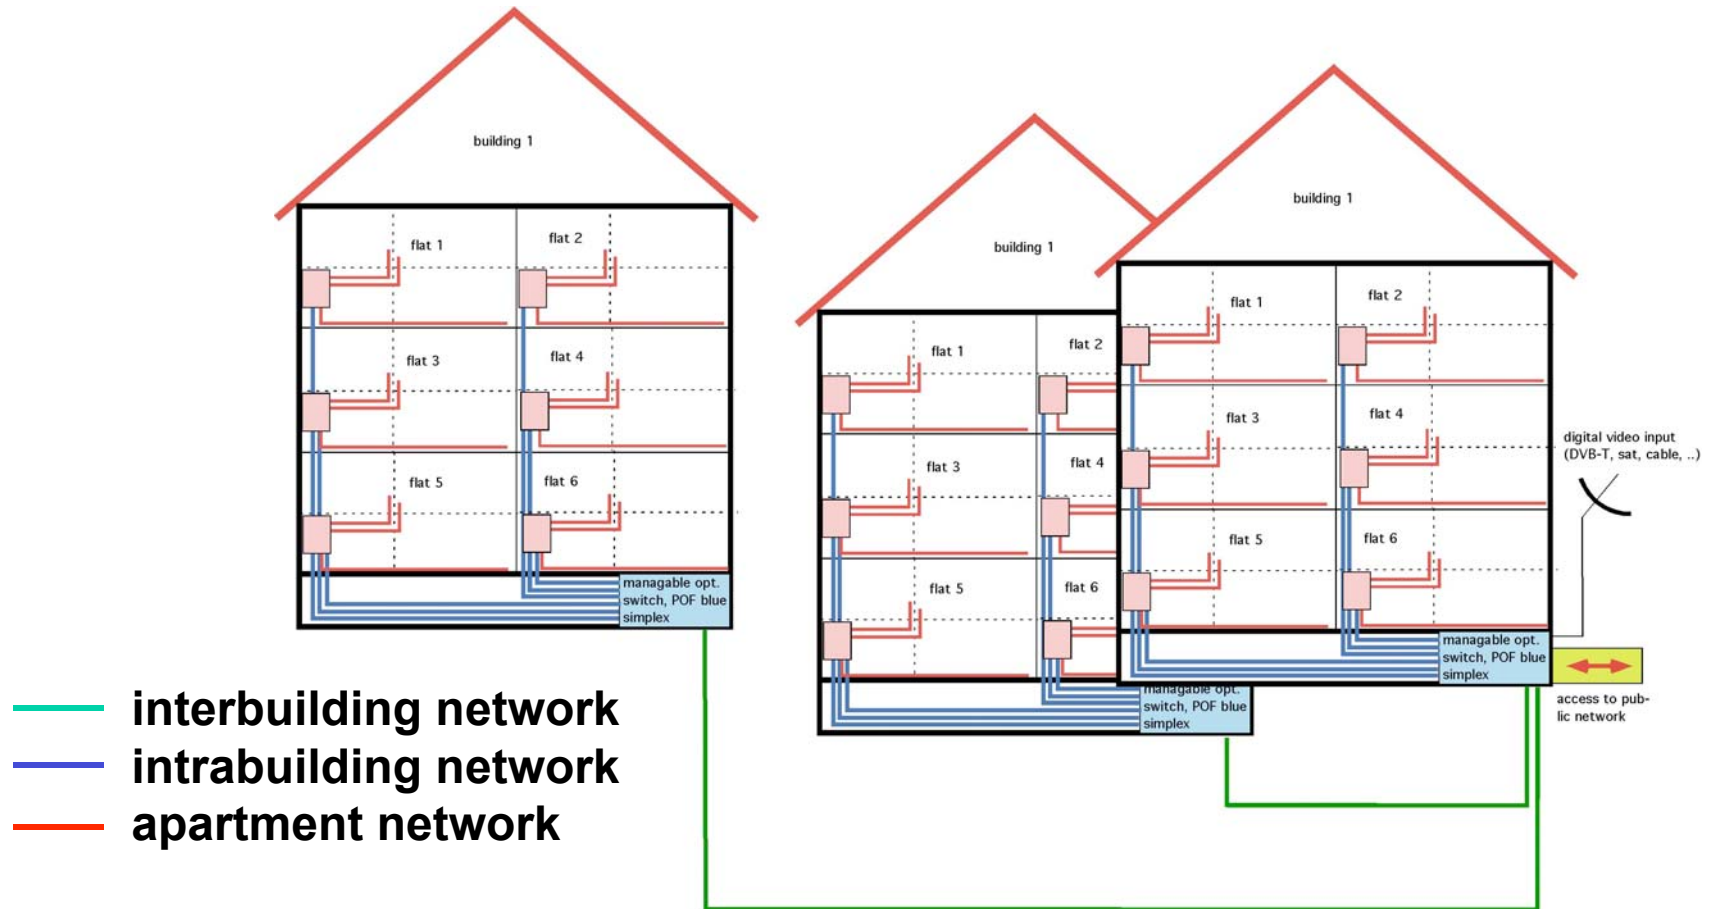 building 1
flat 1
flat 2
flat 3
flat 4
flat 5
flat 6
managable opt.
switch, POF blue
simplex
building 1
flat 1
flat 2
flat 3
flat 4
flat 5
flat 6
managable opt.
switch, POF blue
simplex
building 1
flat 1
flat 2
flat 3
flat 4
flat 5
flat 6
managable opt.
switch, POF blue
simplex
digital video input
(DVB-T, sat, cable, ..)
access to pub-
lic network
interbuilding network
intrabuilding network
apartment network